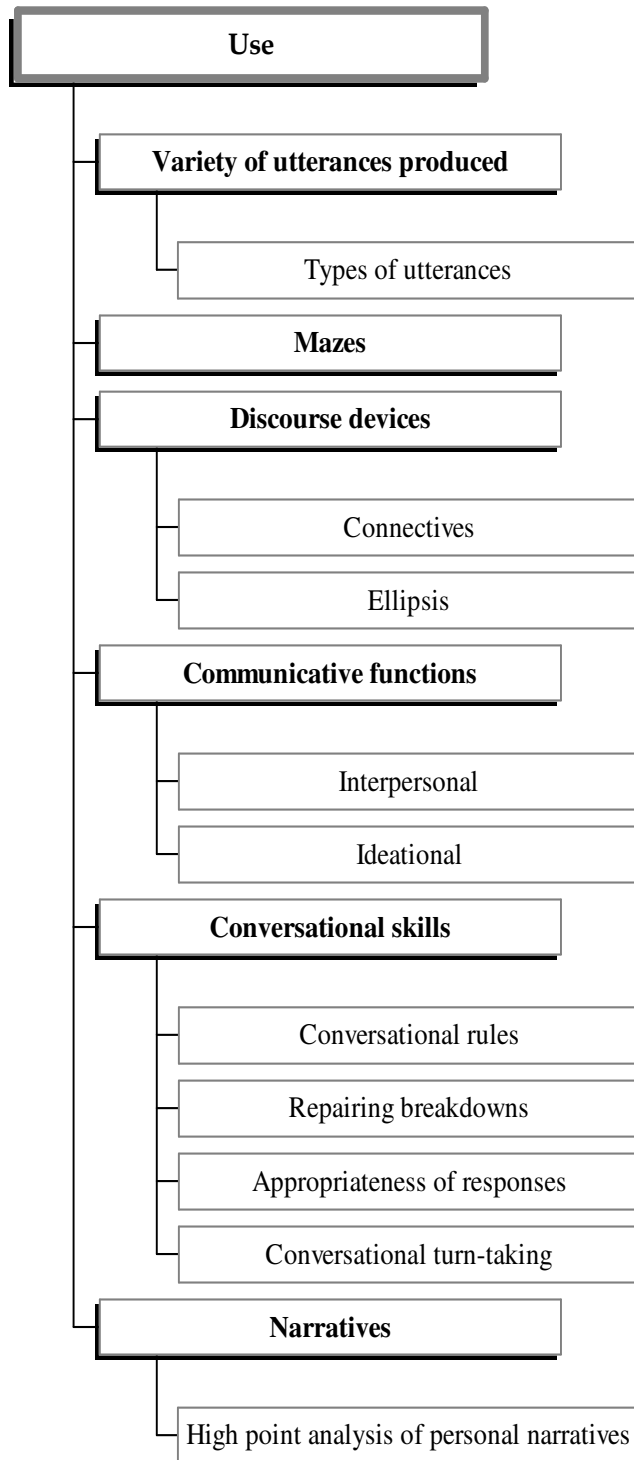 Use
Variety of utterances produced
Types of utterances
Mazes
Discourse devices
Connectives
Ellipsis
Communicative functions
Interpersonal
Ideational
Conversational skills
Conversational rules
Repairing breakdowns
Appropriateness of responses
Conversational turn-taking
Narratives
High point analysis of personal narratives